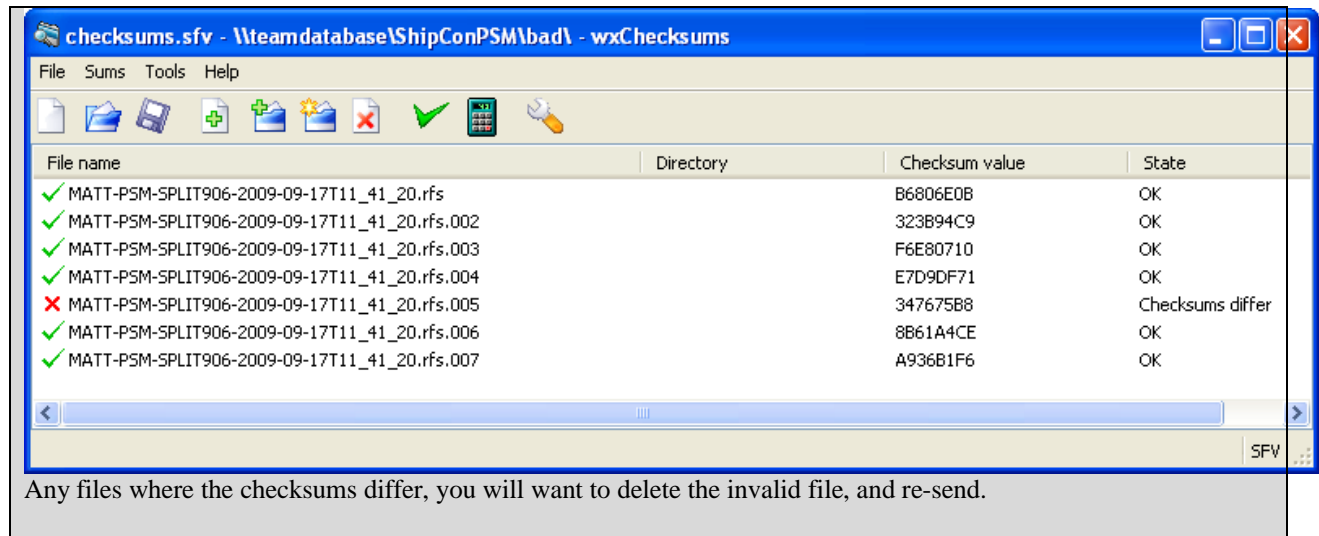 checksums.sfv - \\teamdatabase\ShipConPSM\bad\ - wxChecksums
File Sums Tools Help
File name Directory Checksum value State
MATT-PSM-SPLIT906-2009-09-17T11_41_20.rfs B6806E0B OK
MATT-PSM-SPLIT906-2009-09-17T11_41_20.rfs.002 323B94C9 OK
MATT-PSM-SPLIT906-2009-09-17T11_41_20.rfs.003 F6E80710 OK
MATT-PSM-SPLIT906-2009-09-17T11_41_20.rfs.004 E7D9DF71 OK
MATT-PSM-SPLIT906-2009-09-17T11_41_20.rfs.005 347675B8 Checksums differ
MATT-PSM-SPLIT906-2009-09-17T11_41_20.rfs.006 8B61A4CE OK
MATT-PSM-SPLIT906-2009-09-17T11_41_20.rfs.007 A936B1F6 OK
SFV
Any files where the checksums differ, you will want to delete the invalid file, and re-send.